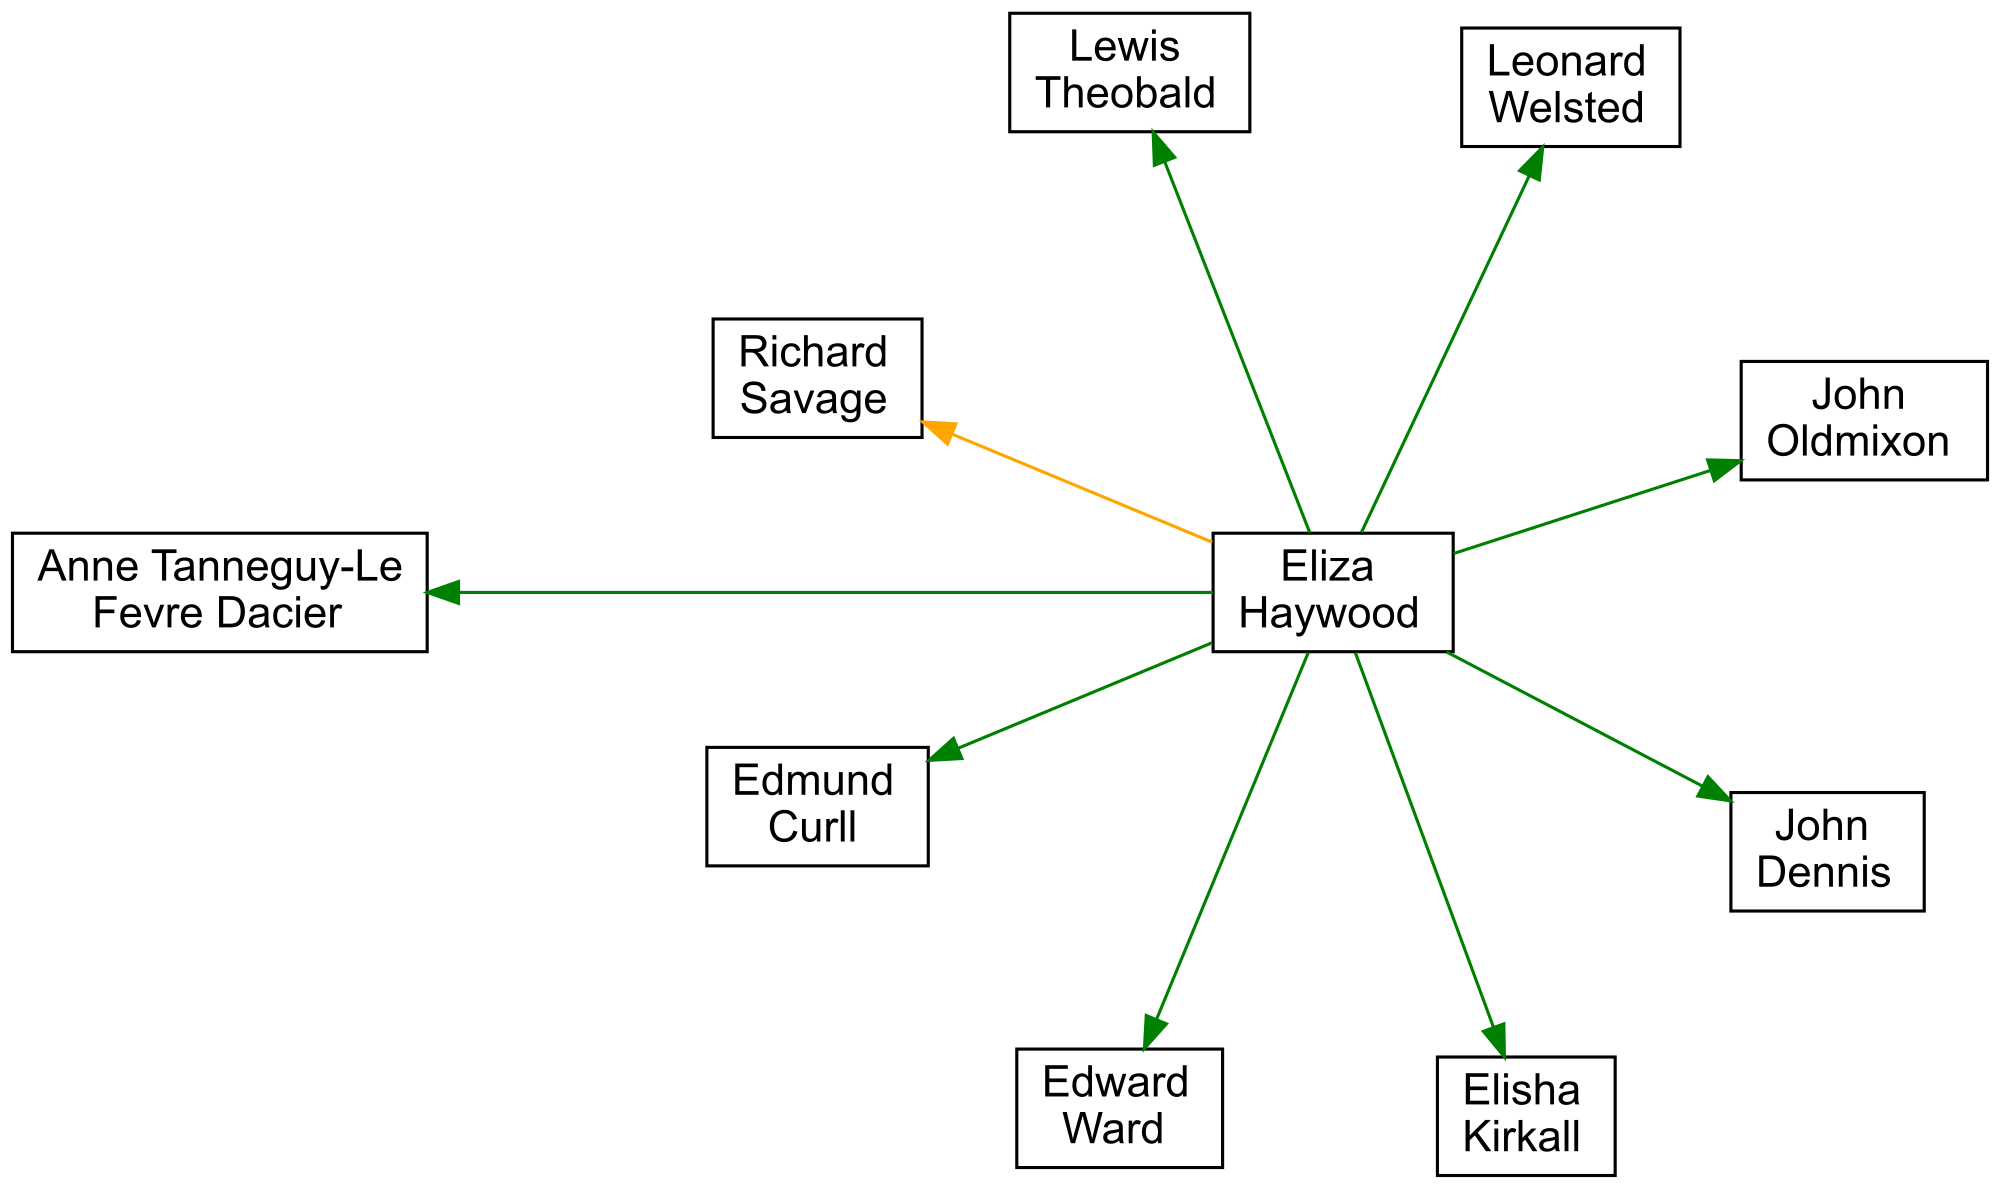 Lewis
Theobald
Leonard
Welsted
Richard
Savage
John
Oldmixon
Anne Tanneguy-Le
Fevre Dacier
Eliza
Haywood
Edmund
Curll
John
Dennis
Edward
Ward
Elisha
Kirkall